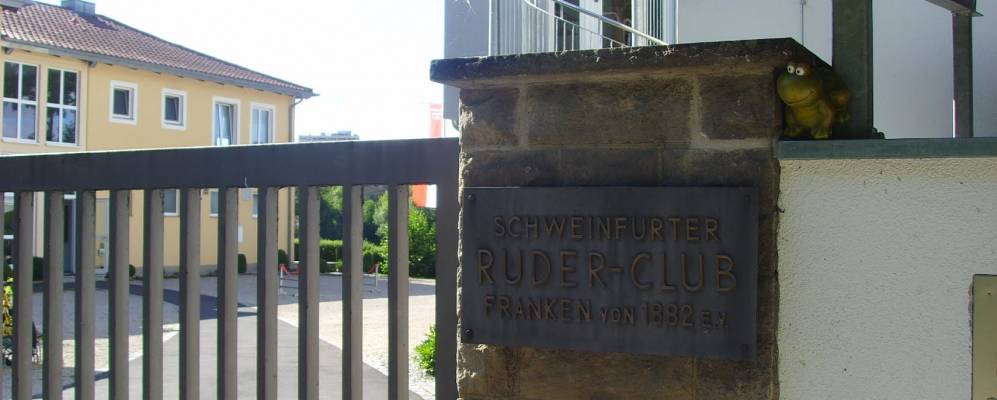 SCHWEINFURTER
RUDER-CLUB
FRANKEN VON 1882 E.V.